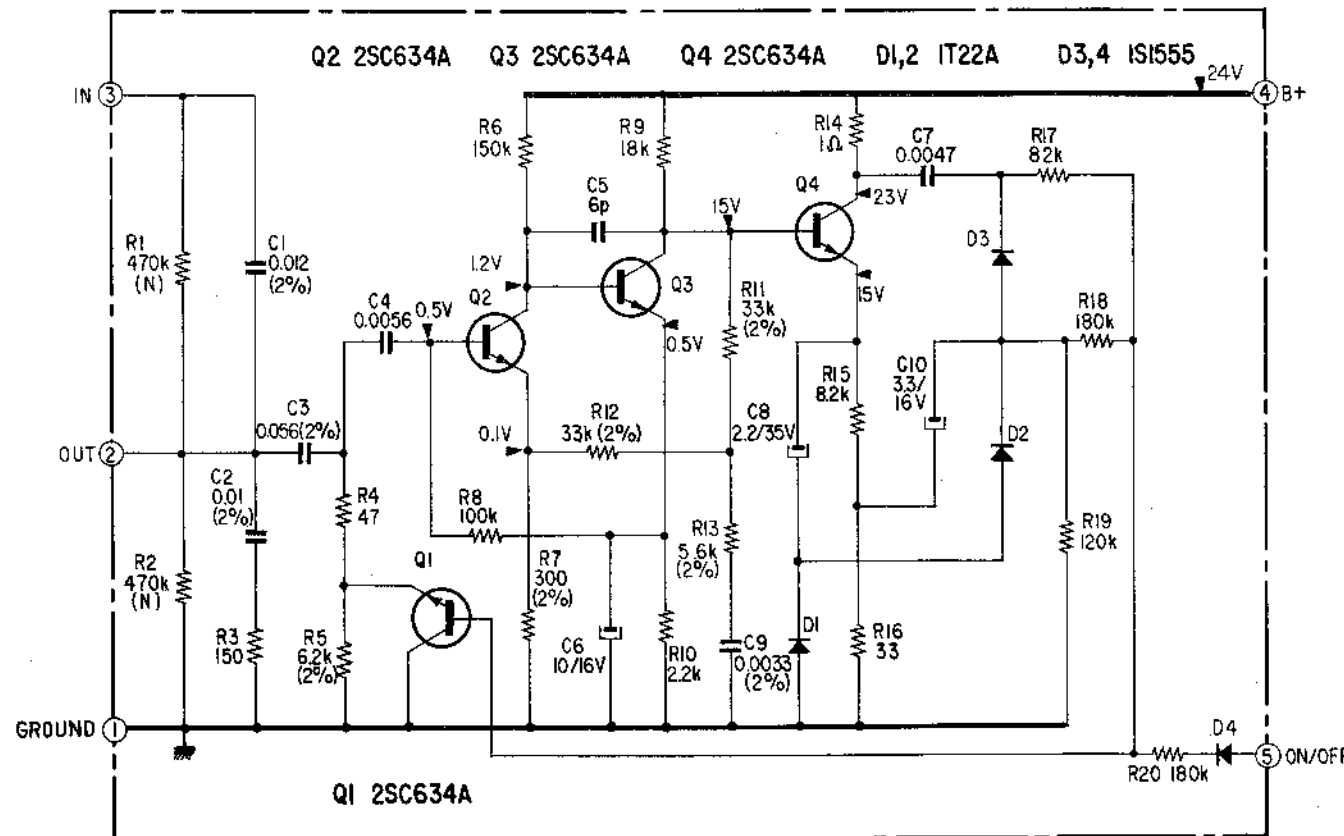 Q2 2SC634A Q3 2SC634A Q4 2SC634A D1,2 1T22A D3,4 1S1555
24V
IN 3
4 B+
R6
150k
R9
18k
R14
1Ω
C7
0.0047
R17
82k
C5
6p
Q4
15V
23V
R1
470k
(N)
C1
0.012
(2%)
D3
1.2V
Q2
Q3
R11
33k
(2%)
15V
C4
0.0056
0.5V
0.5V
R18
180k
C10
3.3/
16V
R15
8.2k
C3
0.056(2%)
R12
33k (2%)
C8
2.2/35V
0.1V
D2
OUT 2
C2
0.01
(2%)
R4
47
R8
100k
R13
5.6k
(2%)
R19
120k
R2
470k
(N)
Q1
R7
300
(2%)
R3
150
R5
6.2k
(2%)
C6
10/16V
R10
2.2k
C9
0.0033
(2%)
D1
R16
33
GROUND 1
D4
5 ON/OFF
R20 180k
Q1 2SC634A